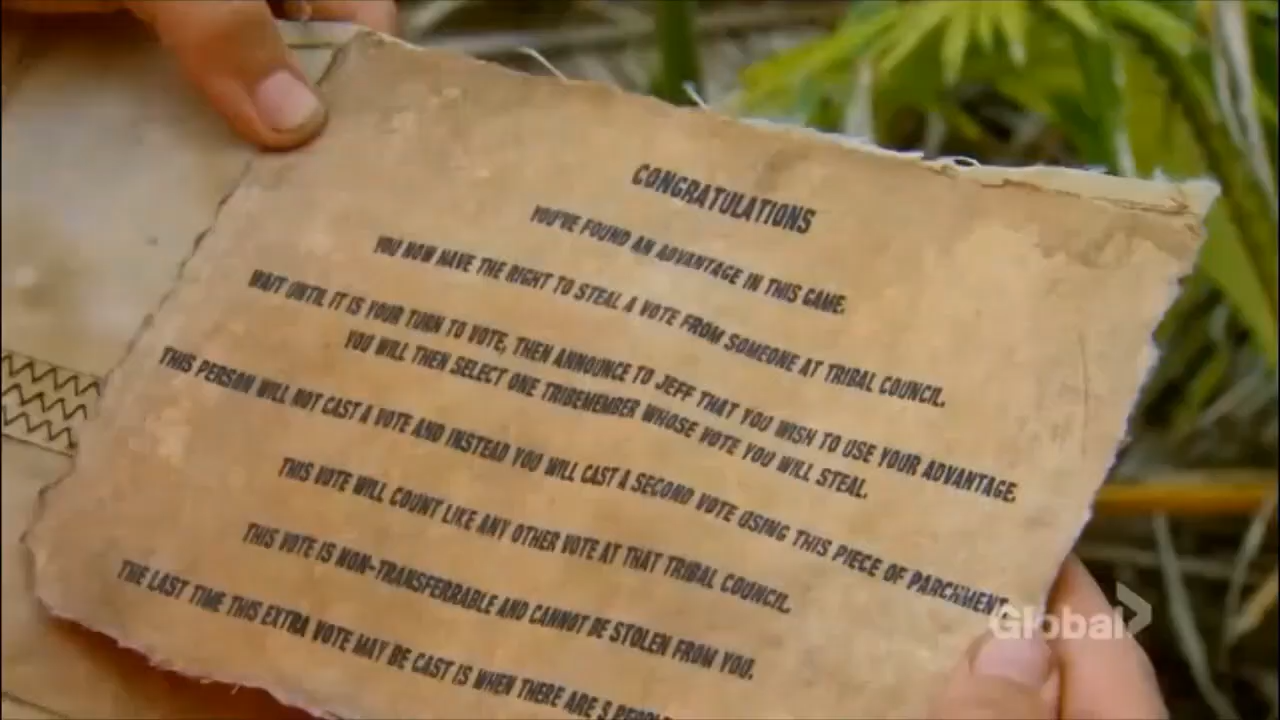 CONGRATULATIONS
YOU'VE FOUND AN ADVANTAGE IN THIS GAME.
YOU NOW HAVE THE RIGHT TO STEAL A VOTE FROM SOMEONE AT TRIBAL COUNCIL.
WAIT UNTIL IT IS YOUR TURN TO VOTE, THEN ANNOUNCE TO JEFF THAT YOU WISH TO USE YOUR ADVANTAGE.
YOU WILL THEN SELECT ONE TRIBEMEMBER WHOSE VOTE YOU WILL STEAL.
THIS PERSON WILL NOT CAST A VOTE AND INSTEAD YOU WILL CAST A SECOND VOTE USING THIS PIECE OF PARCHMENT.
THIS VOTE WILL COUNT LIKE ANY OTHER VOTE AT THAT TRIBAL COUNCIL.
THIS VOTE IS NON-TRANSFERRABLE AND CANNOT BE STOLEN FROM YOU.
THE LAST TIME THIS EXTRA VOTE MAY BE CAST IS WHEN THERE ARE 5
Global